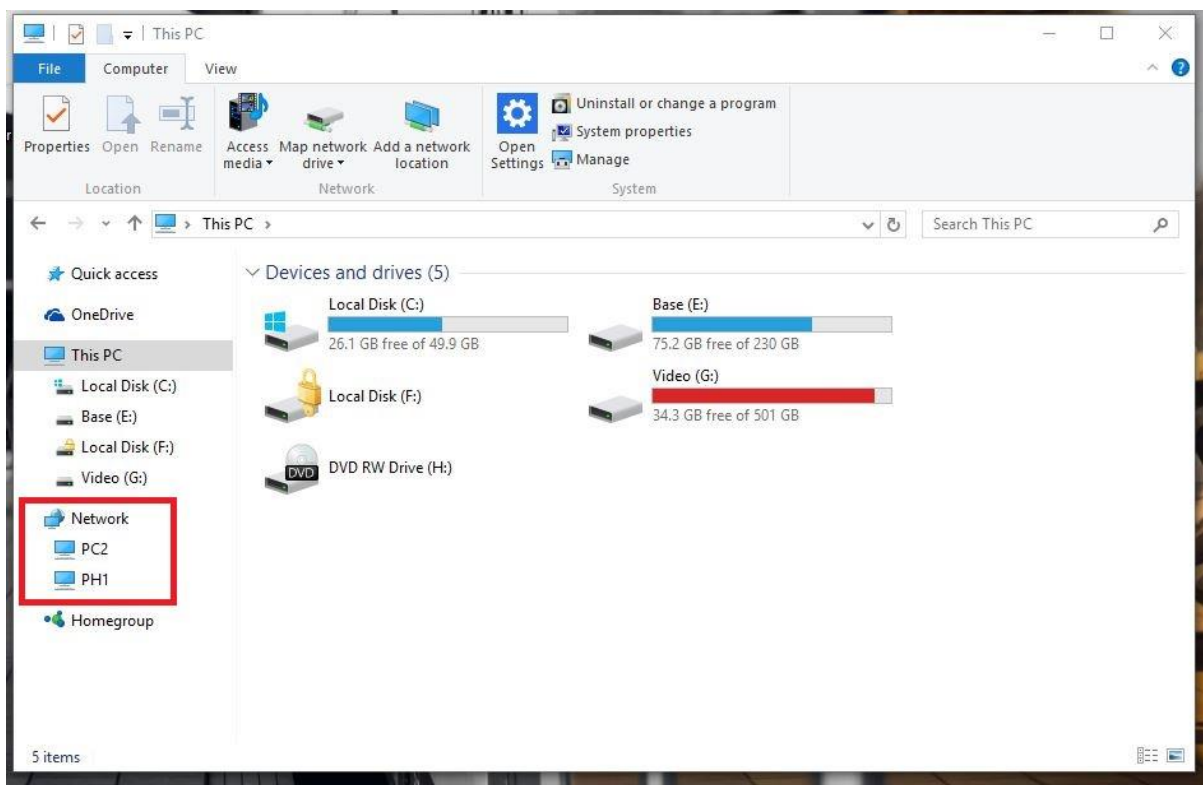 This PC
File Computer View
Properties Open Rename
Access media
Map network drive
Add a network location
Open Settings
Uninstall or change a program
System properties
Manage
Location Network System
This PC
Search This PC
Quick access
OneDrive
This PC
Local Disk (C:)
Base (E:)
Local Disk (F:)
Video (G:)
Network
PC2
PH1
Homegroup
Devices and drives (5)
Local Disk (C:)
26.1 GB free of 49.9 GB
Base (E:)
75.2 GB free of 230 GB
Local Disk (F:)
Video (G:)
34.3 GB free of 501 GB
DVD
DVD RW Drive (H:)
5 items